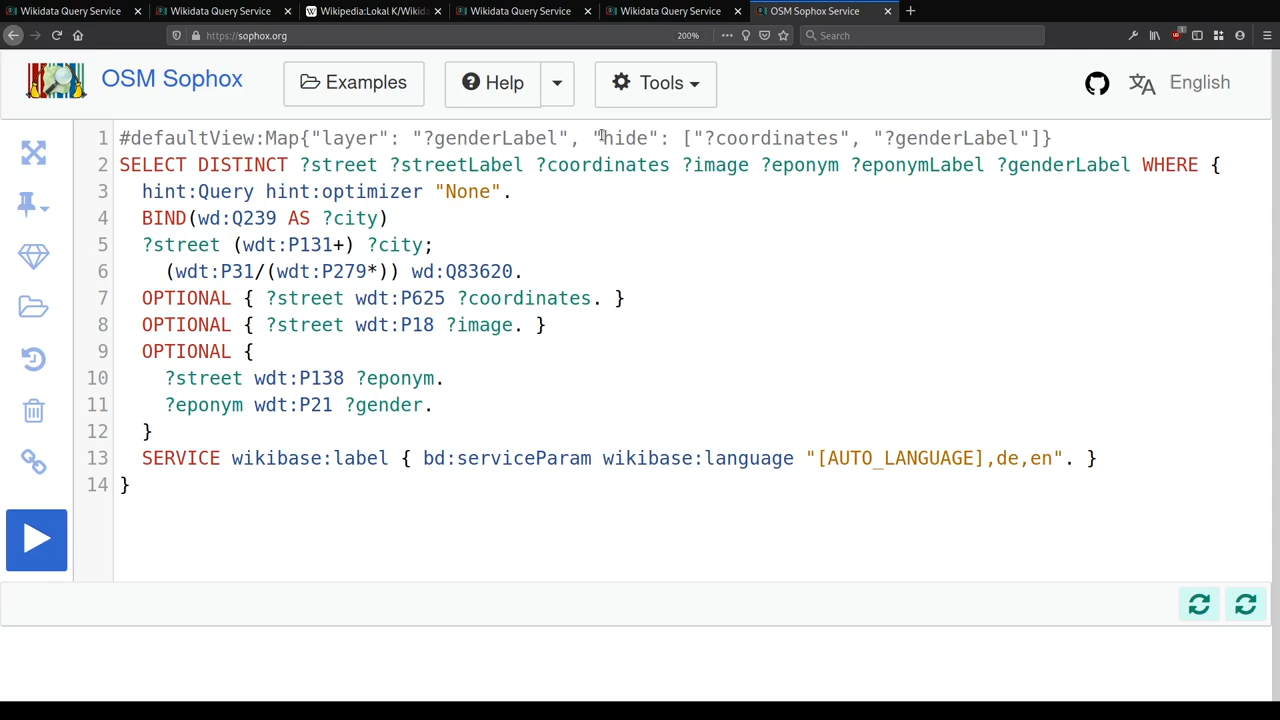 Wikidata Query Service × Wikidata Query Service × Wikipedia:Lokal K/Wikid × Wikidata Query Service × Wikidata Query Service × OSM Sophox Service × +
https://sophox.org 200% Search
OSM Sophox Examples Help Tools English
1 #defaultView:Map{"layer": "?genderLabel", "hide": ["?coordinates", "?genderLabel"]}
2 SELECT DISTINCT ?street ?streetLabel ?coordinates ?image ?eponym ?eponymLabel ?genderLabel WHERE {
3 hint:Query hint:optimizer "None".
4 BIND(wd:Q239 AS ?city)
5 ?street (wdt:P131+) ?city;
6 (wdt:P31/(wdt:P279*)) wd:Q83620.
7 OPTIONAL { ?street wdt:P625 ?coordinates. }
8 OPTIONAL { ?street wdt:P18 ?image. }
9 OPTIONAL {
10 ?street wdt:P138 ?eponym.
11 ?eponym wdt:P21 ?gender.
12 }
13 SERVICE wikibase:label { bd:serviceParam wikibase:language "[AUTO_LANGUAGE],de,en". }
14 }